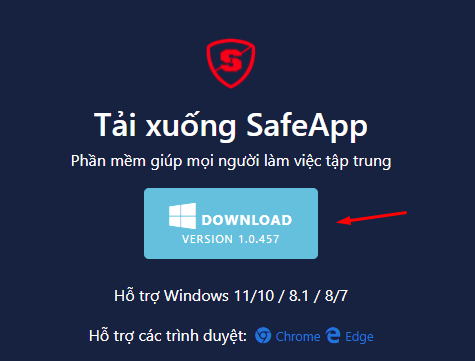 S
Tải xuống SafeApp
Phần mềm giúp mọi người làm việc tập trung
DOWNLOAD
VERSION 1.0.457
Hỗ trợ Windows 11/10 / 8.1 / 8/7
Hỗ trợ các trình duyệt: Chrome Edge